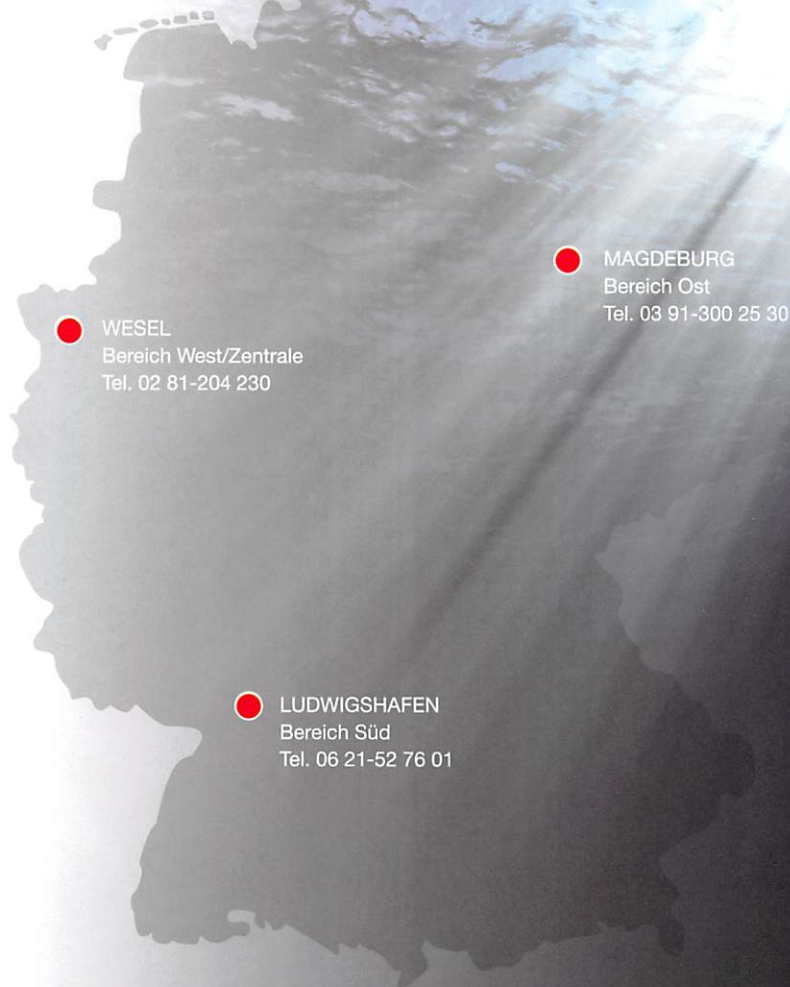 MAGDEBURG
Bereich Ost
Tel. 03 91-300 25 30
WESEL
Bereich West/Zentrale
Tel. 02 81-204 230
LUDWIGSHAFEN
Bereich Süd
Tel. 06 21-52 76 01